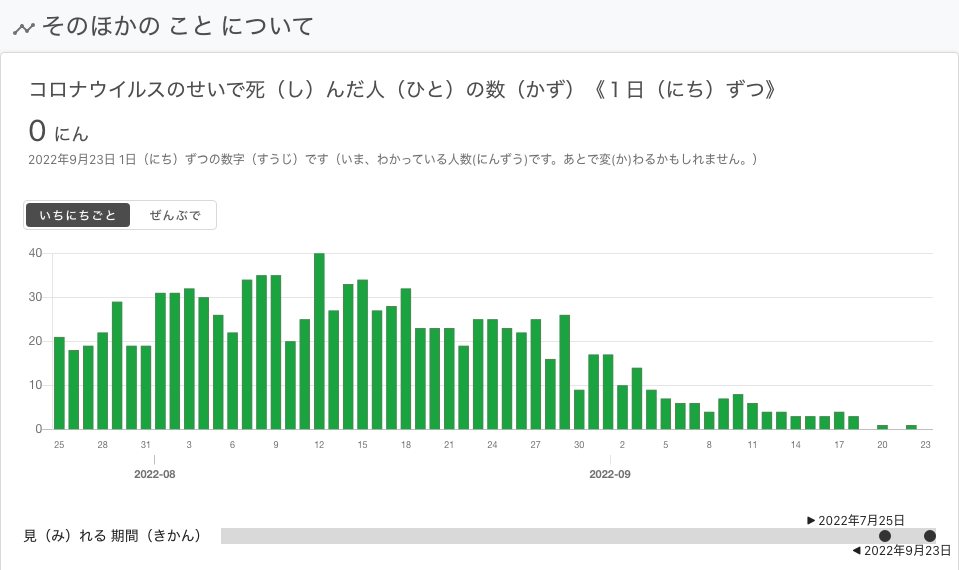 そのほかの こと について
コロナウイルスのせいで死（し）んだ人（ひと）の数（かず）《１日（にち）ずつ》
0 にん
2022年9月23日 1日（にち）ずつの数字（すうじ）です（いま、わかっている人数(にんずう)です。あとで変(か)わるかもしれません。）
いちにちごと ぜんぶで
40
30
20
10
0
25 28 31 3 6 9 12 15 18 21 24 27 30 2 5 8 11 14 17 20 23
2022-08 2022-09
▶ 2022年7月25日
見（み）れる 期間（きかん）
◀ 2022年9月23日